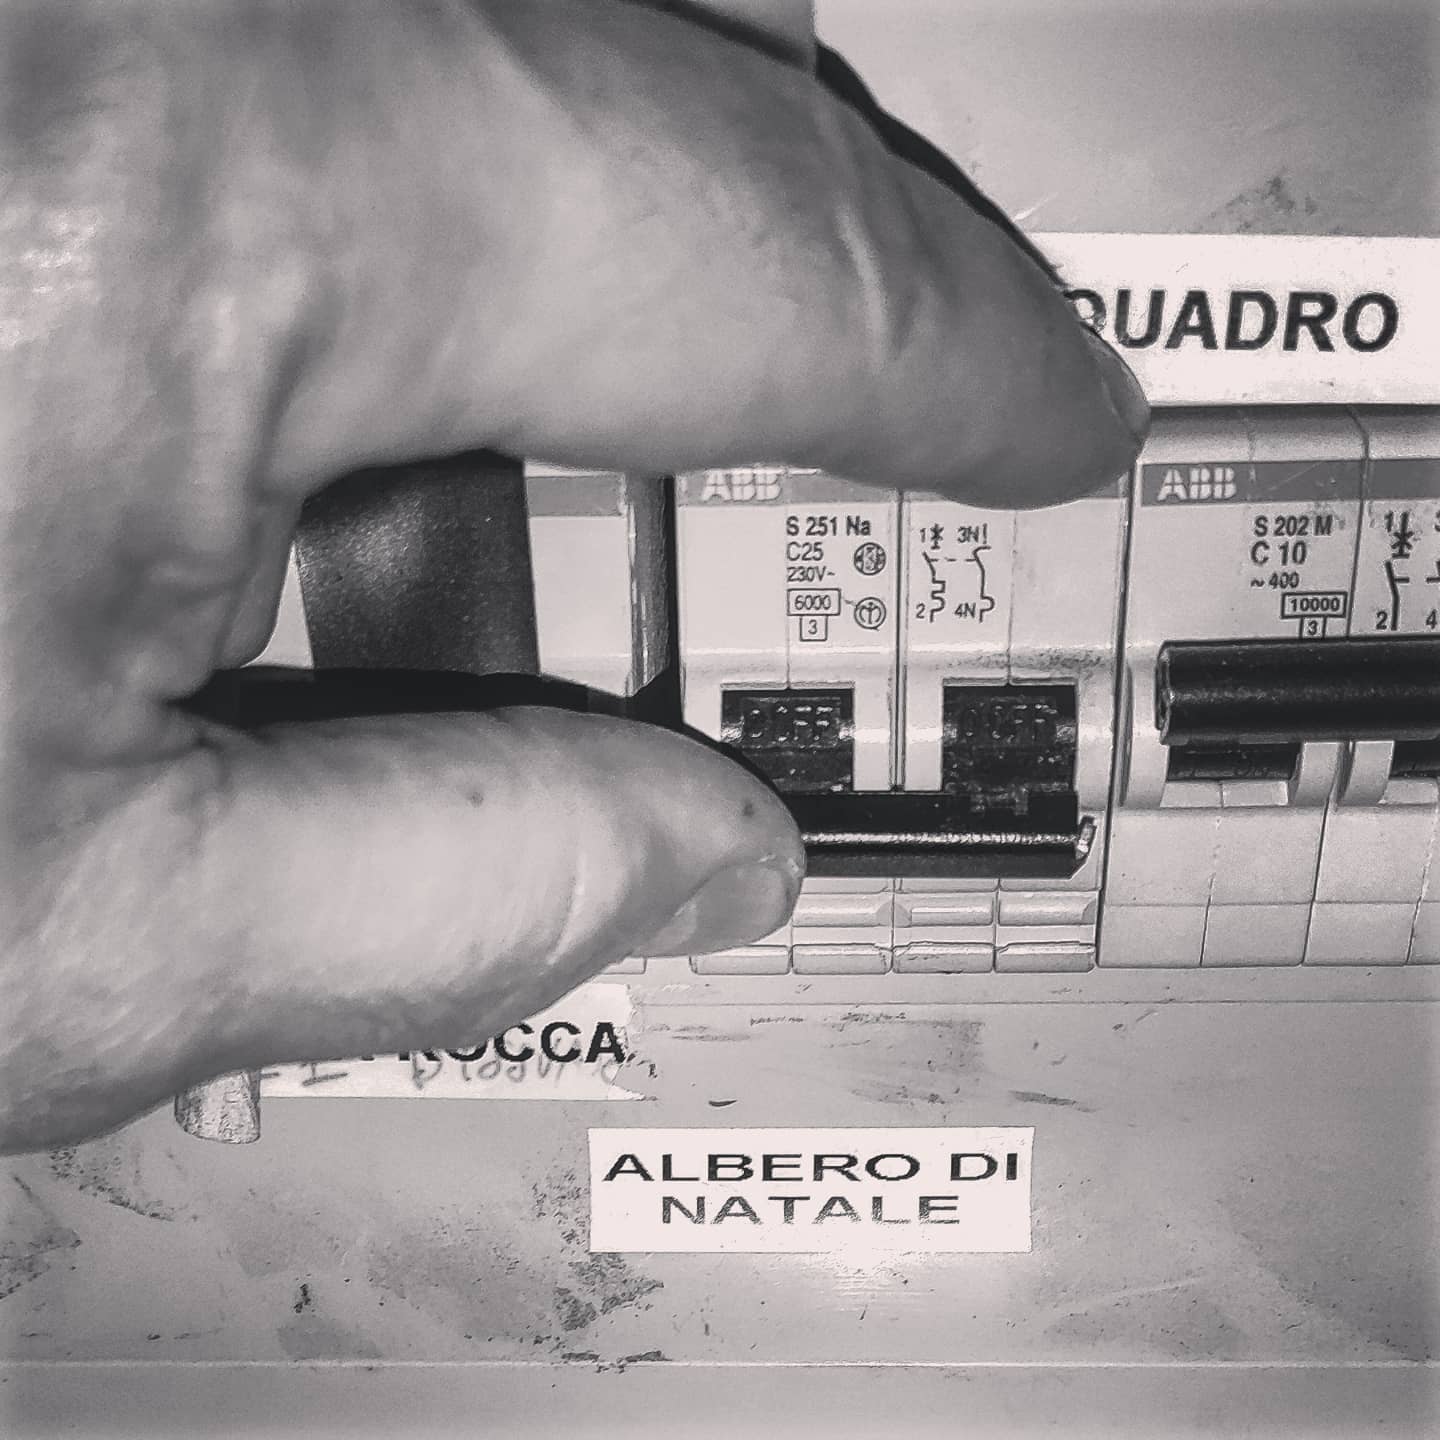 QUADRO
ABB
S 251 Na
C25
230V~
6000
3
1 3N
2 4N
ABB
S 202 M
C 10
~ 400
10000
3
1 3
2 4
OFF
OFF
ALBERO DI
NATALE